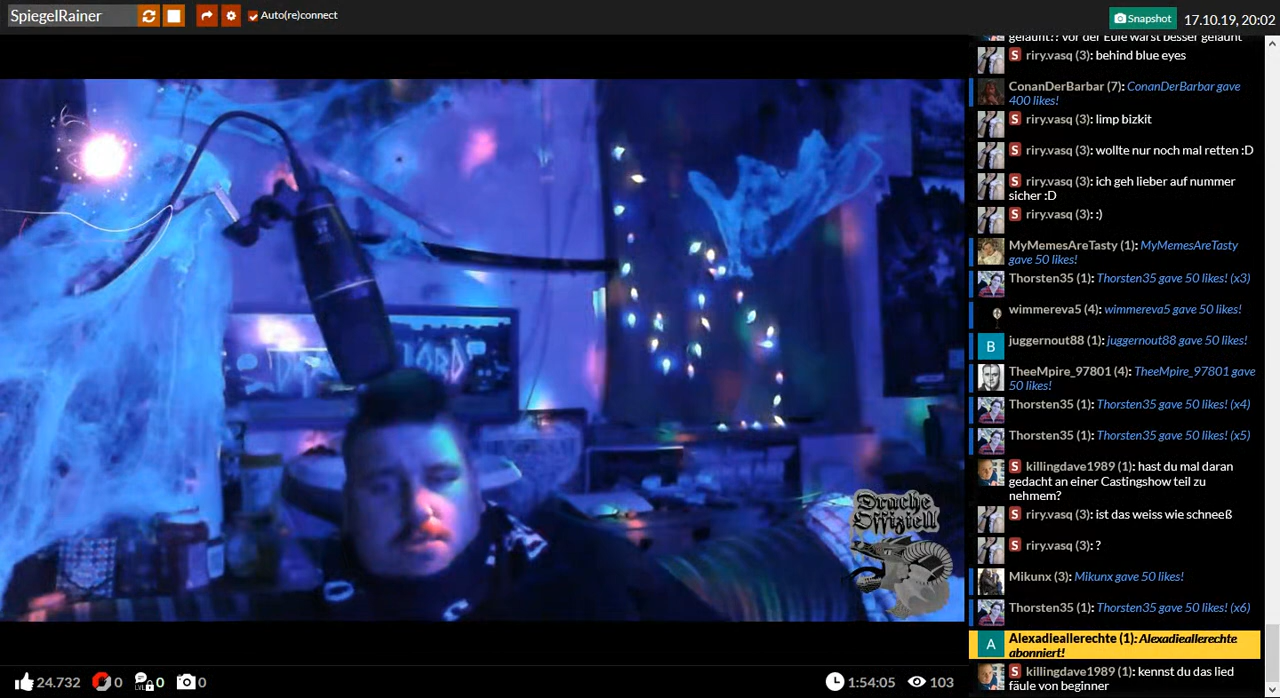 SpiegelRainer
Auto(re)connect
Snapshot
17.10.19, 20:02
gelaunt?? vor der Eule warst besser gelaunt
riry.vasq (3): behind blue eyes
ConanDerBarbar (7): ConanDerBarbar gave
400 likes!
riry.vasq (3): limp bizkit
riry.vasq (3): wollte nur noch mal retten :D
riry.vasq (3): ich geh lieber auf nummer
sicher :D
riry.vasq (3): :)
MyMemesAreTasty (1): MyMemesAreTasty
gave 50 likes!
Thorsten35 (1): Thorsten35 gave 50 likes! (x3)
wimmereva5 (4): wimmereva5 gave 50 likes!
B
juggernout88 (1): juggernout88 gave 50 likes!
TheeMpire_97801 (4): TheeMpire_97801 gave
50 likes!
Thorsten35 (1): Thorsten35 gave 50 likes! (x4)
Thorsten35 (1): Thorsten35 gave 50 likes! (x5)
S killingdave1989 (1): hast du mal daran
gedacht an einer Castingshow teil zu
nehmem?
S riry.vasq (3): ist das weiss wie schneeß
S riry.vasq (3): ?
Mikunx (3): Mikunx gave 50 likes!
Thorsten35 (1): Thorsten35 gave 50 likes! (x6)
A
Alexadieallerechte (1): Alexadieallerechte
abonniert!
S killingdave1989 (1): kennst du das lied
fäule von beginner
LORD
Drache
Offiziell
24.732
0
LVL 0
0
1:54:05
103